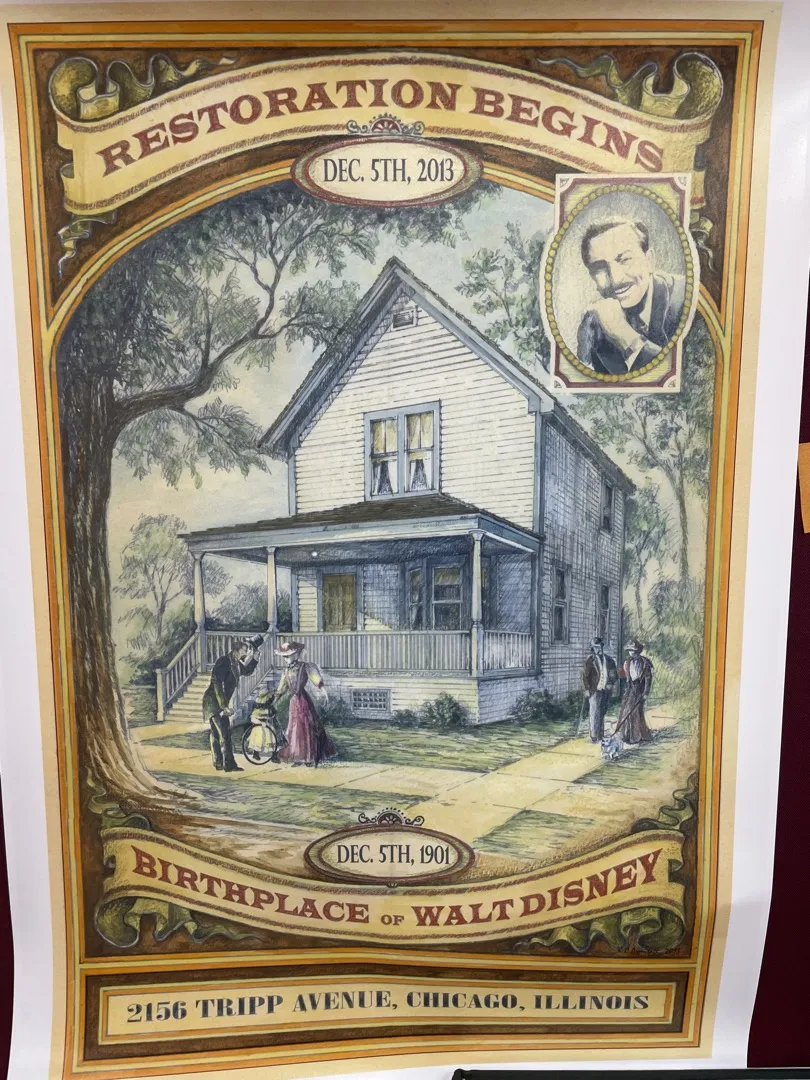 RESTORATION BEGINS
DEC. 5TH, 2013
DEC. 5TH, 1901
BIRTHPLACE OF WALT DISNEY
2156 TRIPP AVENUE, CHICAGO, ILLINOIS